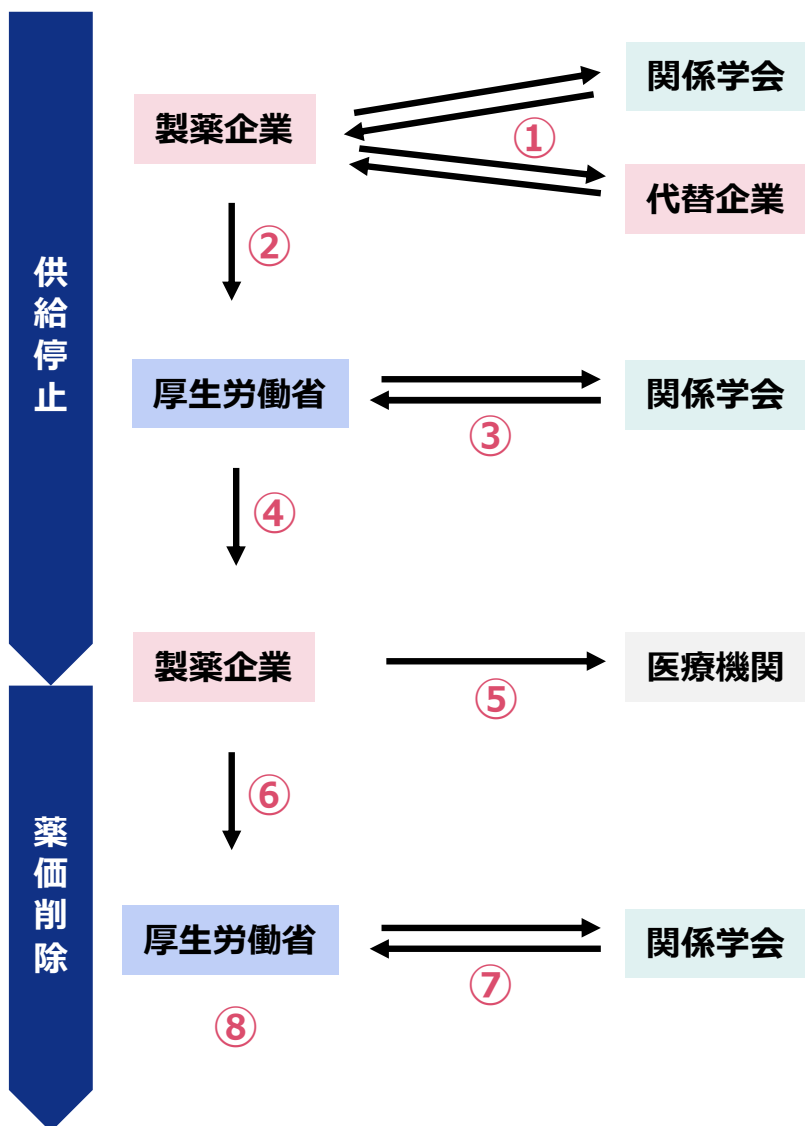 供給停止
関係学会
製薬企業
①
代替企業
②
厚生労働省
関係学会
③
④
製薬企業
医療機関
⑤
薬価削除
⑥
厚生労働省
関係学会
⑦
⑧